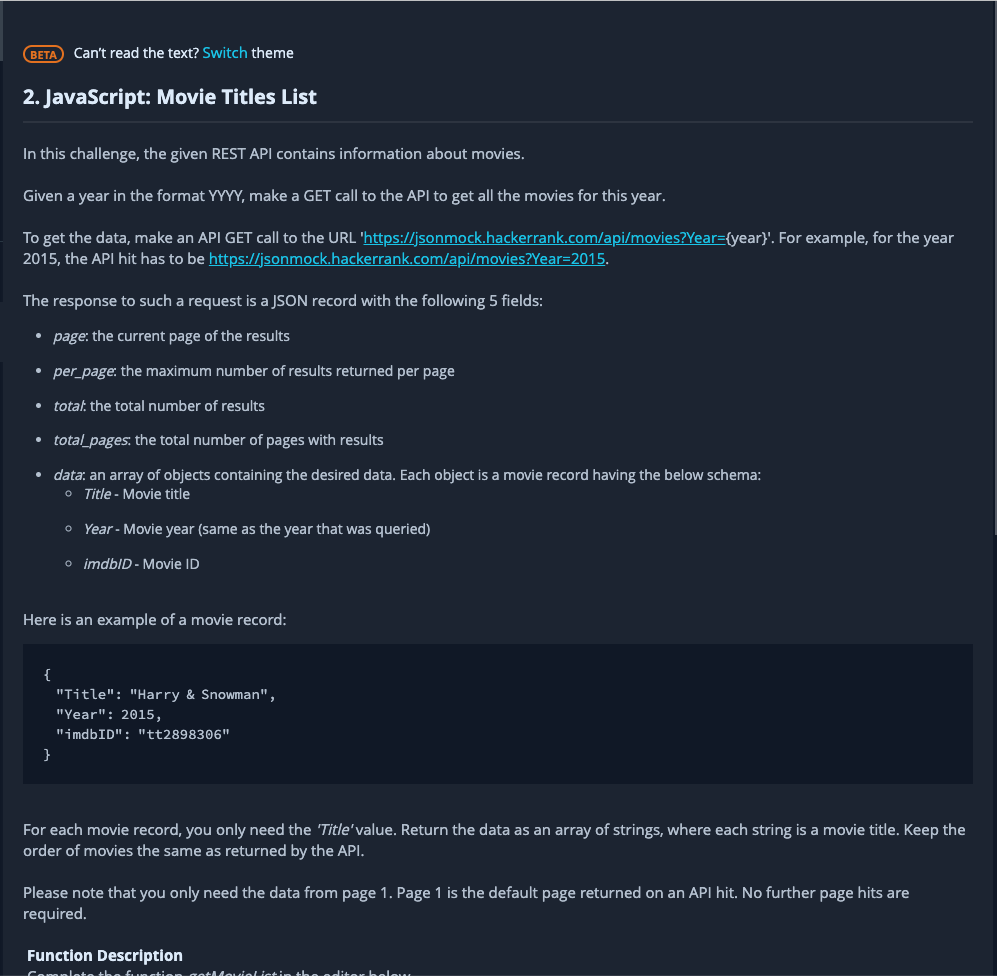 BETA Can't read the text? Switch theme
2. JavaScript: Movie Titles List
In this challenge, the given REST API contains information about movies.
Given a year in the format YYYY, make a GET call to the API to get all the movies for this year.
To get the data, make an API GET call to the URL 'https://jsonmock.hackerrank.com/api/movies?Year={year}'. For example, for the year
2015, the API hit has to be https://jsonmock.hackerrank.com/api/movies?Year=2015.
The response to such a request is a JSON record with the following 5 fields:
• page: the current page of the results
• per_page: the maximum number of results returned per page
• total: the total number of results
• total_pages: the total number of pages with results
• data: an array of objects containing the desired data. Each object is a movie record having the below schema:
◦ Title - Movie title
◦ Year - Movie year (same as the year that was queried)
◦ imdbID - Movie ID
Here is an example of a movie record:
{
"Title": "Harry & Snowman",
"Year": 2015,
"imdbID": "tt2898306"
}
For each movie record, you only need the 'Title' value. Return the data as an array of strings, where each string is a movie title. Keep the
order of movies the same as returned by the API.
Please note that you only need the data from page 1. Page 1 is the default page returned on an API hit. No further page hits are
required.
Function Description
Complete the function getMovieList in the editor below.